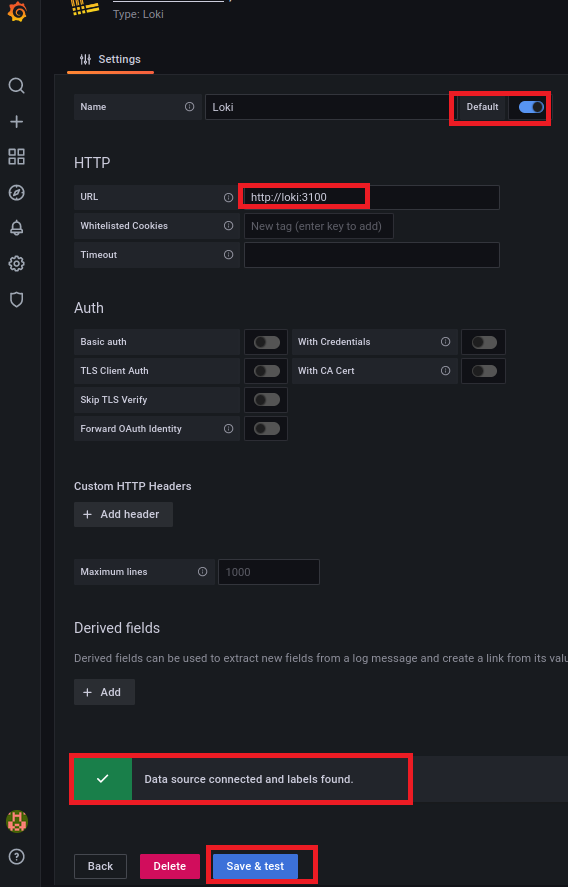 Type: Loki
Settings
Name Loki Default
HTTP
URL http://loki:3100
Whitelisted Cookies New tag (enter key to add)
Timeout
Auth
Basic auth With Credentials
TLS Client Auth With CA Cert
Skip TLS Verify
Forward OAuth Identity
Custom HTTP Headers
+ Add header
Maximum lines 1000
Derived fields
Derived fields can be used to extract new fields from a log message and create a link from its
+ Add
Data source connected and labels found.
Back Delete Save & test